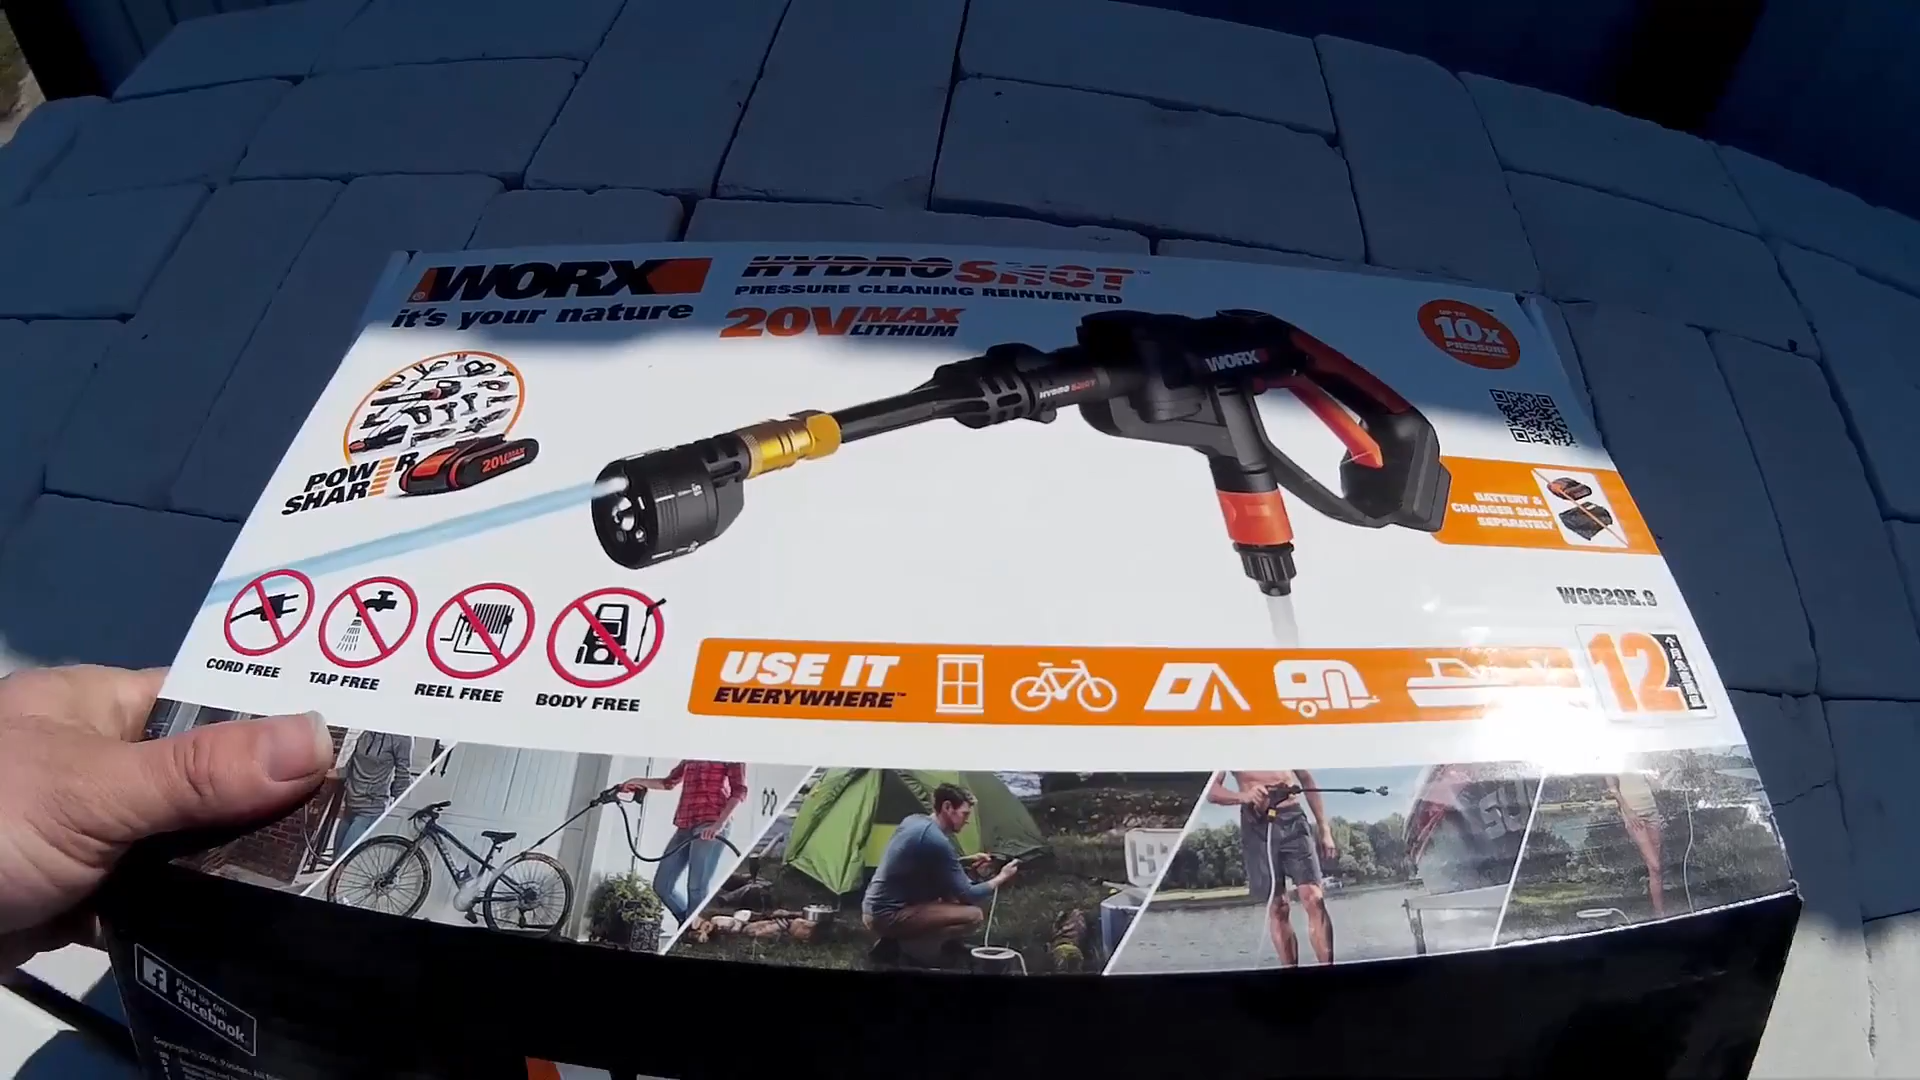 WORX
it's your nature
HYDROSHOT™
PRESSURE CLEANING REINVENTED
20V MAX
LITHIUM
UP TO
10X
PRESSURE
WORX
HYDROSHOT
20V MAX
POWER
SHARE
BATTERY &
CHARGER SOLD
SEPARATELY
WG629E.9
CORD FREE
TAP FREE
REEL FREE
BODY FREE
USE IT
EVERYWHERE™
12
Find us on:
facebook